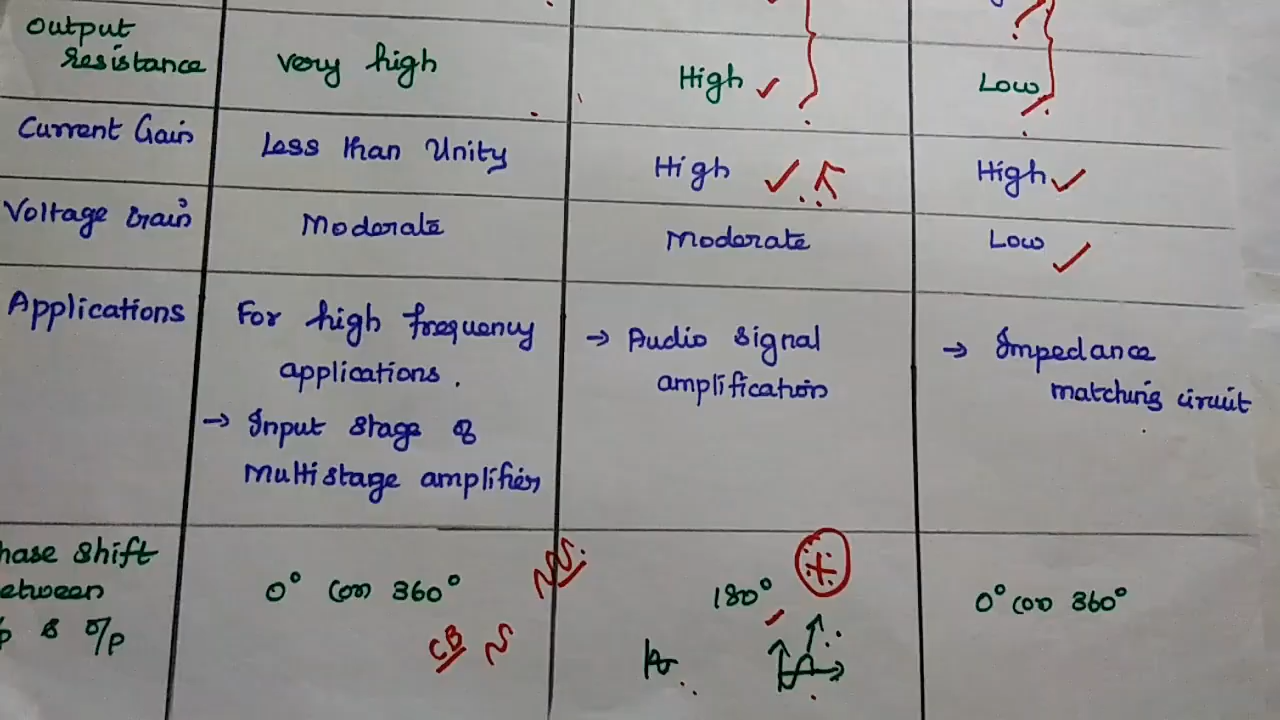 Output
resistance
very high
High
Low
Current Gain
Less than Unity
High
High
Voltage Gain
Moderate
Moderate
Low
Applications
For high frequency
applications.
→ Input stage of
Multistage amplifier
→ Audio signal
amplification
→ Impedance
matching circuit
hase shift
etween
p & o/p
0° (or) 360°
CB
180°
0° (or) 360°